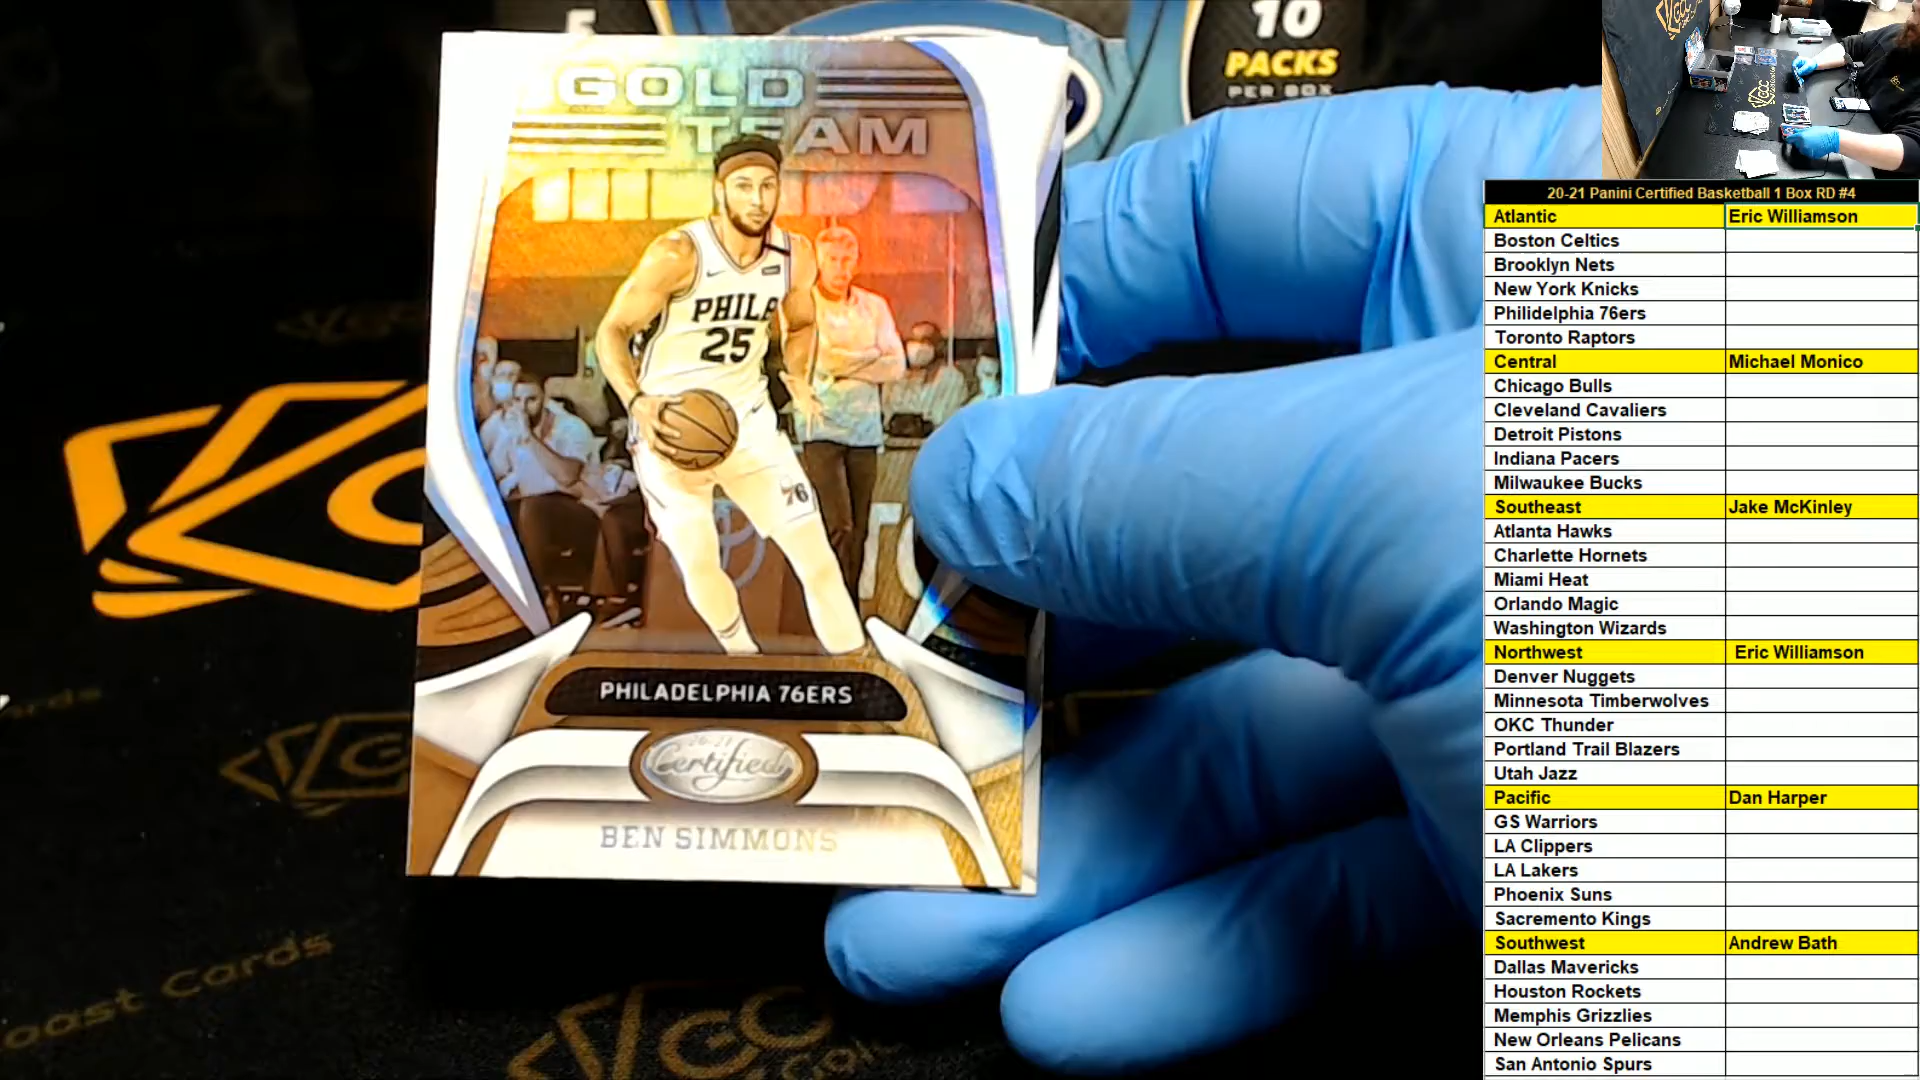 10
PACKS
PER BOX
GOLD
TEAM
PHILA
25
76
PHILADELPHIA 76ERS
20-21
Certified
BEN SIMMONS
oast Cards
GCC
20-21 Panini Certified Basketball 1 Box RD #4
Atlantic Eric Williamson
Boston Celtics
Brooklyn Nets
New York Knicks
Philidelphia 76ers
Toronto Raptors
Central Michael Monico
Chicago Bulls
Cleveland Cavaliers
Detroit Pistons
Indiana Pacers
Milwaukee Bucks
Southeast Jake McKinley
Atlanta Hawks
Charlette Hornets
Miami Heat
Orlando Magic
Washington Wizards
Northwest Eric Williamson
Denver Nuggets
Minnesota Timberwolves
OKC Thunder
Portland Trail Blazers
Utah Jazz
Pacific Dan Harper
GS Warriors
LA Clippers
LA Lakers
Phoenix Suns
Sacremento Kings
Southwest Andrew Bath
Dallas Mavericks
Houston Rockets
Memphis Grizzlies
New Orleans Pelicans
San Antonio Spurs